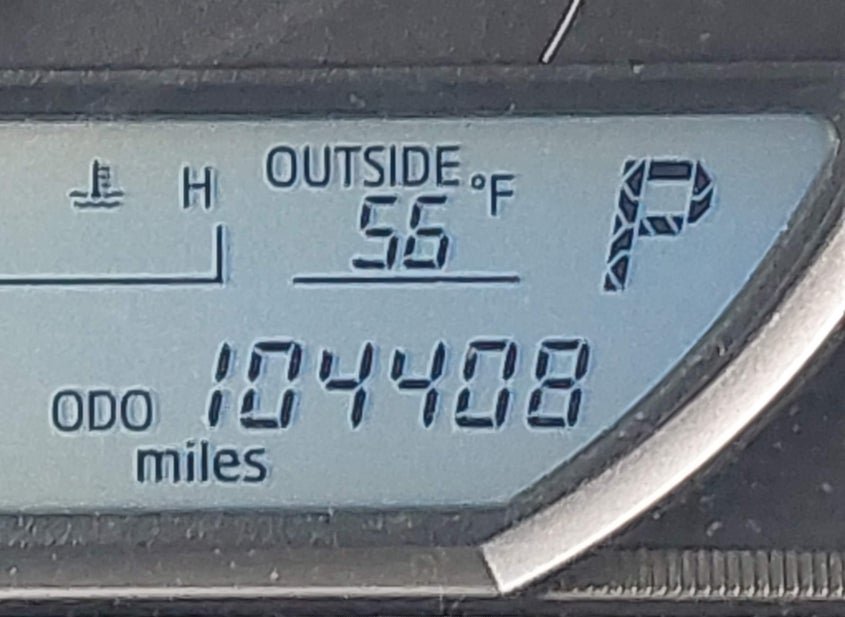 H OUTSIDE °F P
56
ODO 104408
miles